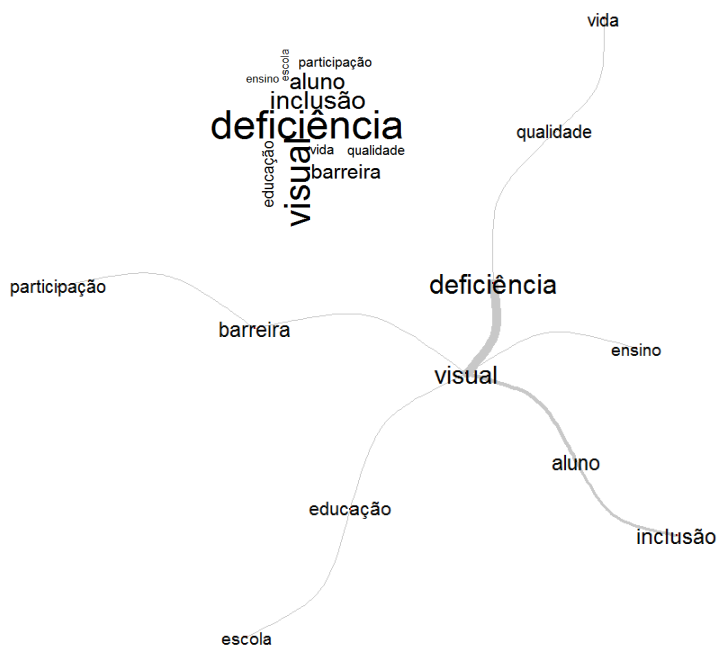 vida
participação
escola
ensino
aluno
inclusão
deficiência
vida
qualidade
visual
educação
barreira
qualidade
participação
deficiência
barreira
ensino
visual
aluno
educação
inclusão
escola